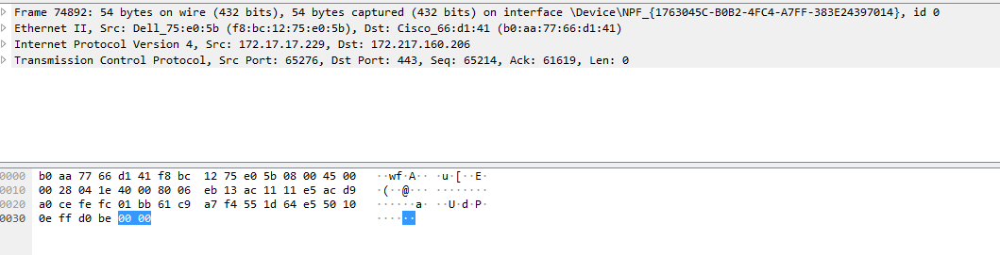 Frame 74892: 54 bytes on wire (432 bits), 54 bytes captured (432 bits) on interface \Device\NPF_{1763045C-B0B2-4FC4-A7FF-383E24397014}, id 0
Ethernet II, Src: Dell_75:e0:5b (f8:bc:12:75:e0:5b), Dst: Cisco_66:d1:41 (b0:aa:77:66:d1:41)
Internet Protocol Version 4, Src: 172.17.17.229, Dst: 172.217.160.206
Transmission Control Protocol, Src Port: 65276, Dst Port: 443, Seq: 65214, Ack: 61619, Len: 0
0000 b0 aa 77 66 d1 41 f8 bc 12 75 e0 5b 08 00 45 00 ··wf·A·· ·u·[··E·
0010 00 28 04 1e 40 00 80 06 eb 13 ac 11 11 e5 ac d9 ·(··@··· ········
0020 a0 ce fe fc 01 bb 61 c9 a7 f4 55 1d 64 e5 50 10 ······a· ··U·d·P·
0030 0e ff d0 be 00 00 ······